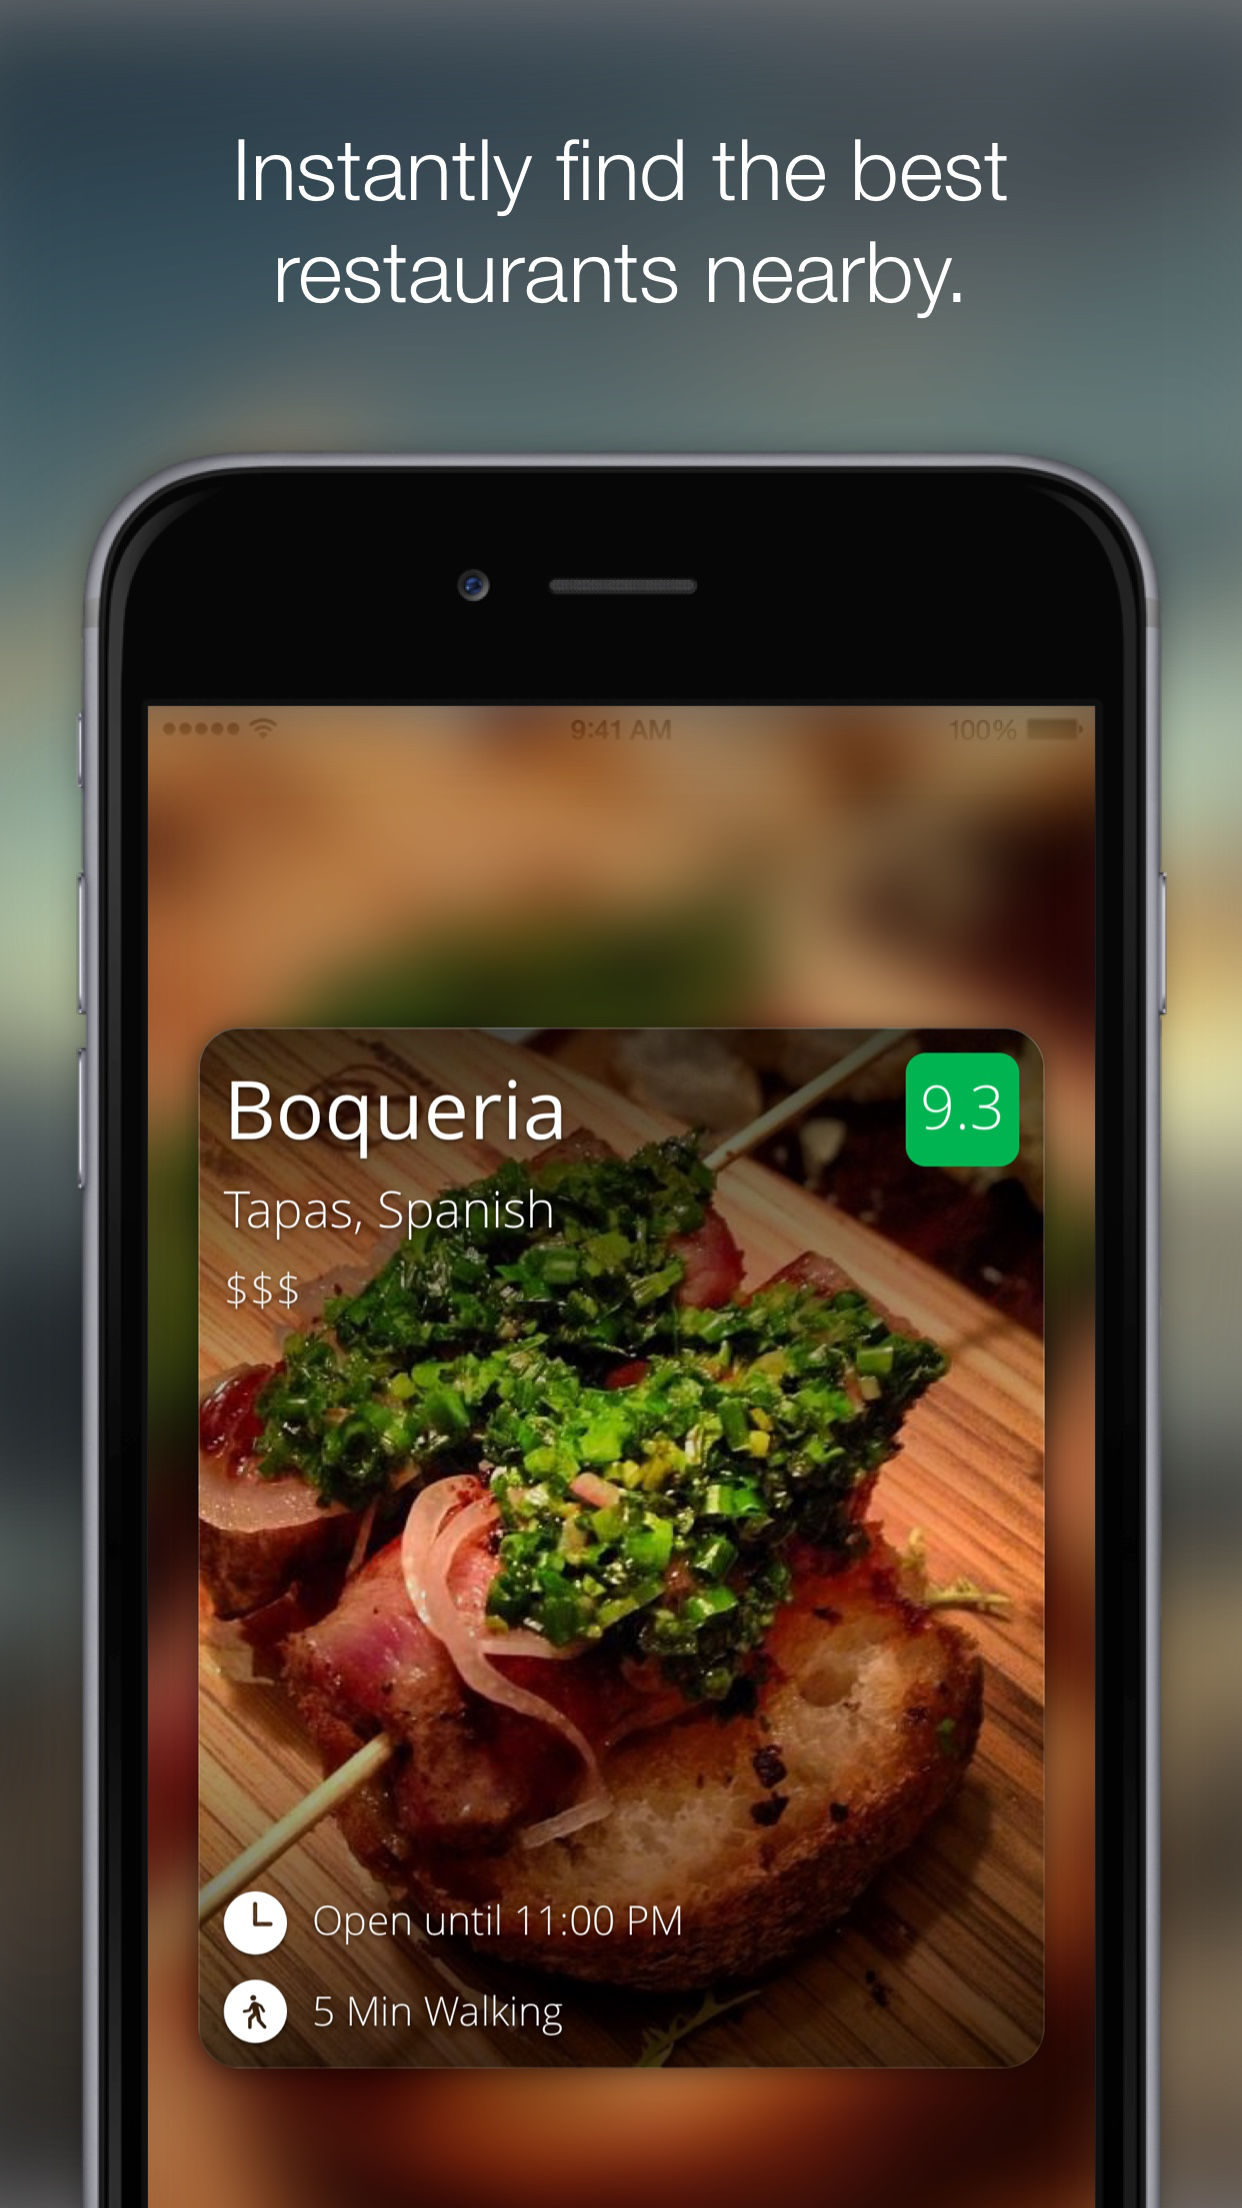 Instantly find the best
restaurants nearby.
9:41 AM
100%
Boqueria
9.3
Tapas, Spanish
$$$
Open until 11:00 PM
5 Min Walking